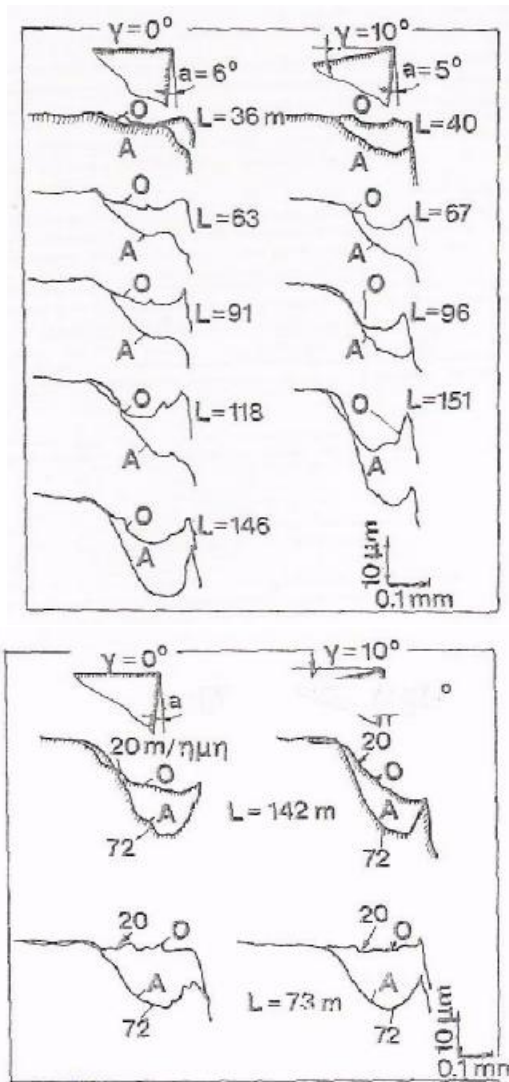 γ=0° γ=10°
a=6° a=5°
O O
L=36 m L=40
A A
O O
L=63 L=67
A A
O O
L=91 L=96
A A
O O L=151
L=118
A A
O
L=146
A
10 μm
0.1 mm
γ=0° γ=10°
a °
20 m/ημη 20
O O
A A
L=142 m
72 72
20 O 20 O
A A
72 L=73 m 72
10 μm
0.1 mm